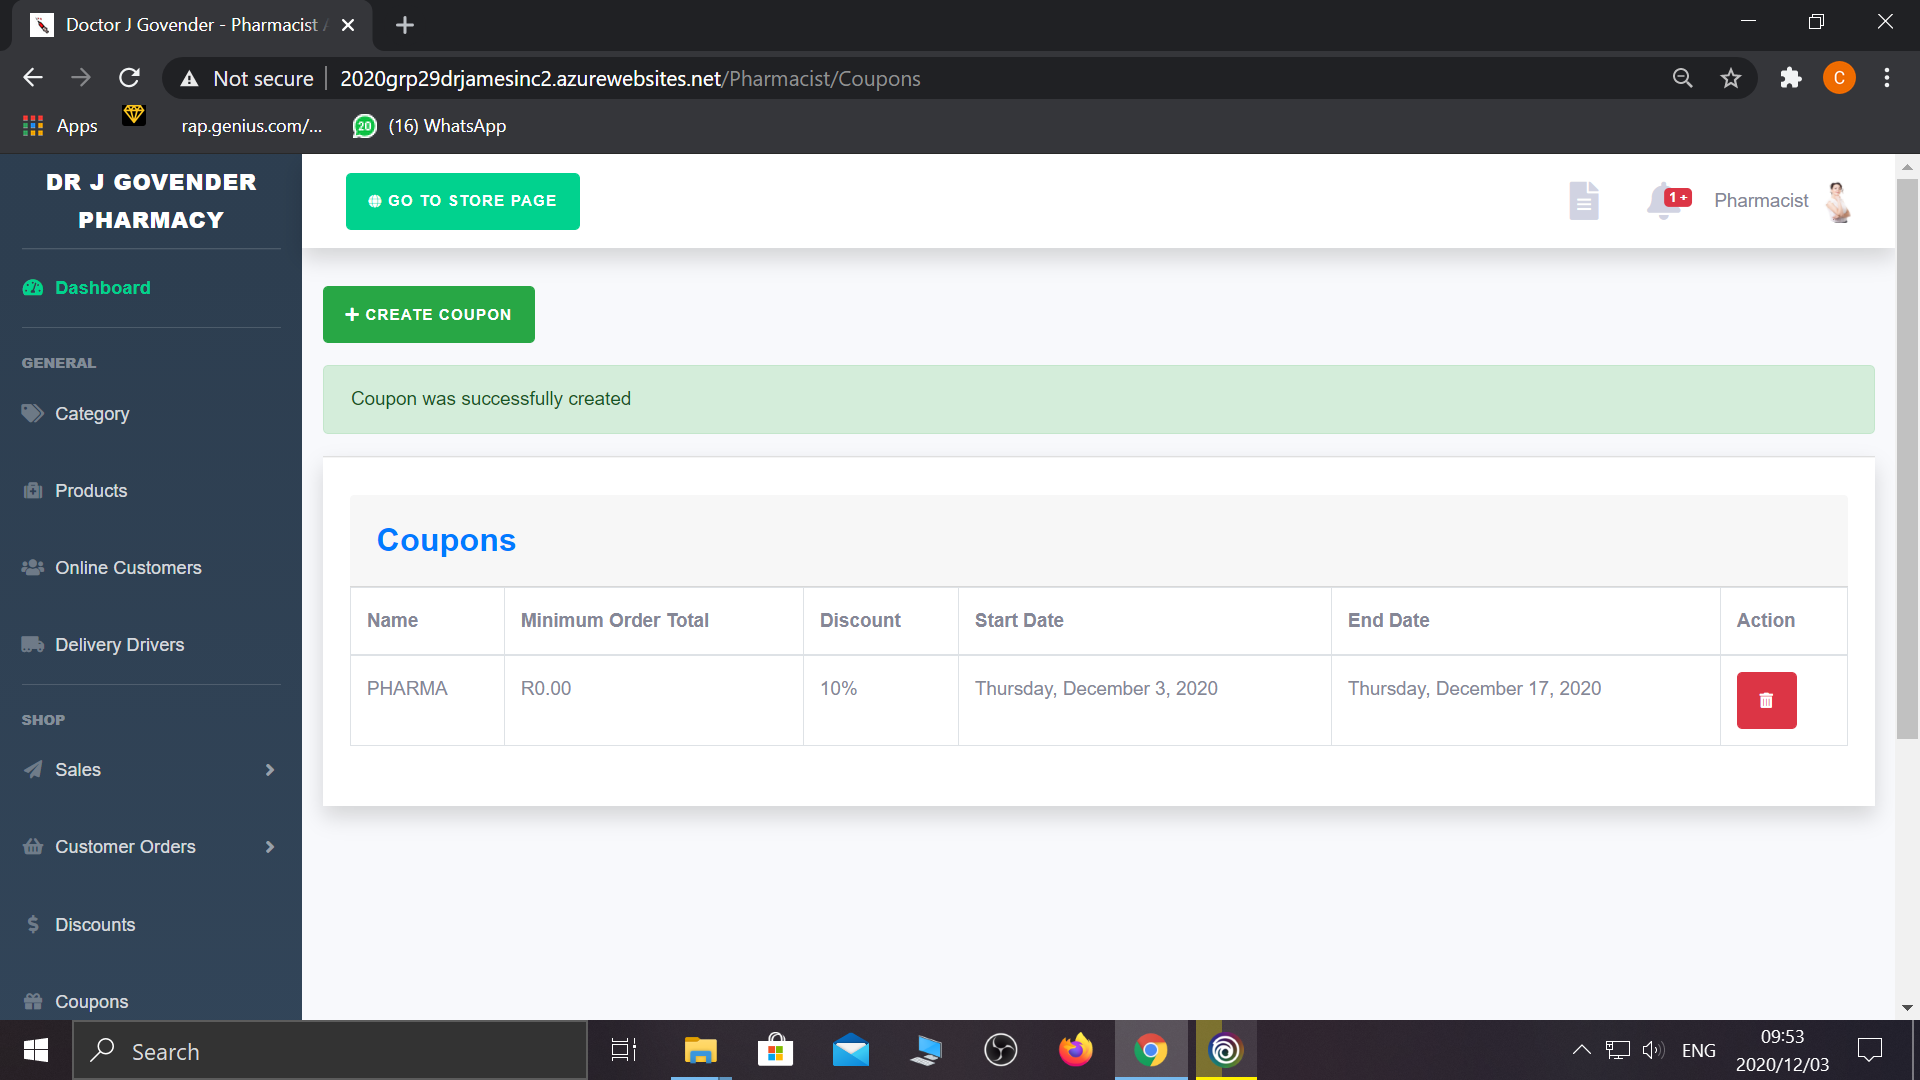 Doctor J Govender - Pharmacist
Not secure
2020grp29drjamesinc2.azurewebsites.net/Pharmacist/Coupons
C
Apps
rap.genius.com/...
20
(16) WhatsApp
DR J GOVENDER
PHARMACY
GO TO STORE PAGE
1+
Pharmacist
Dashboard
CREATE COUPON
GENERAL
Coupon was successfully created
Category
Products
Online Customers
Delivery Drivers
SHOP
Sales
Customer Orders
Discounts
Coupons
Coupons
Name Minimum Order Total Discount Start Date End Date Action
PHARMA R0.00 10% Thursday, December 3, 2020 Thursday, December 17, 2020
Search
ENG
09:53
2020/12/03